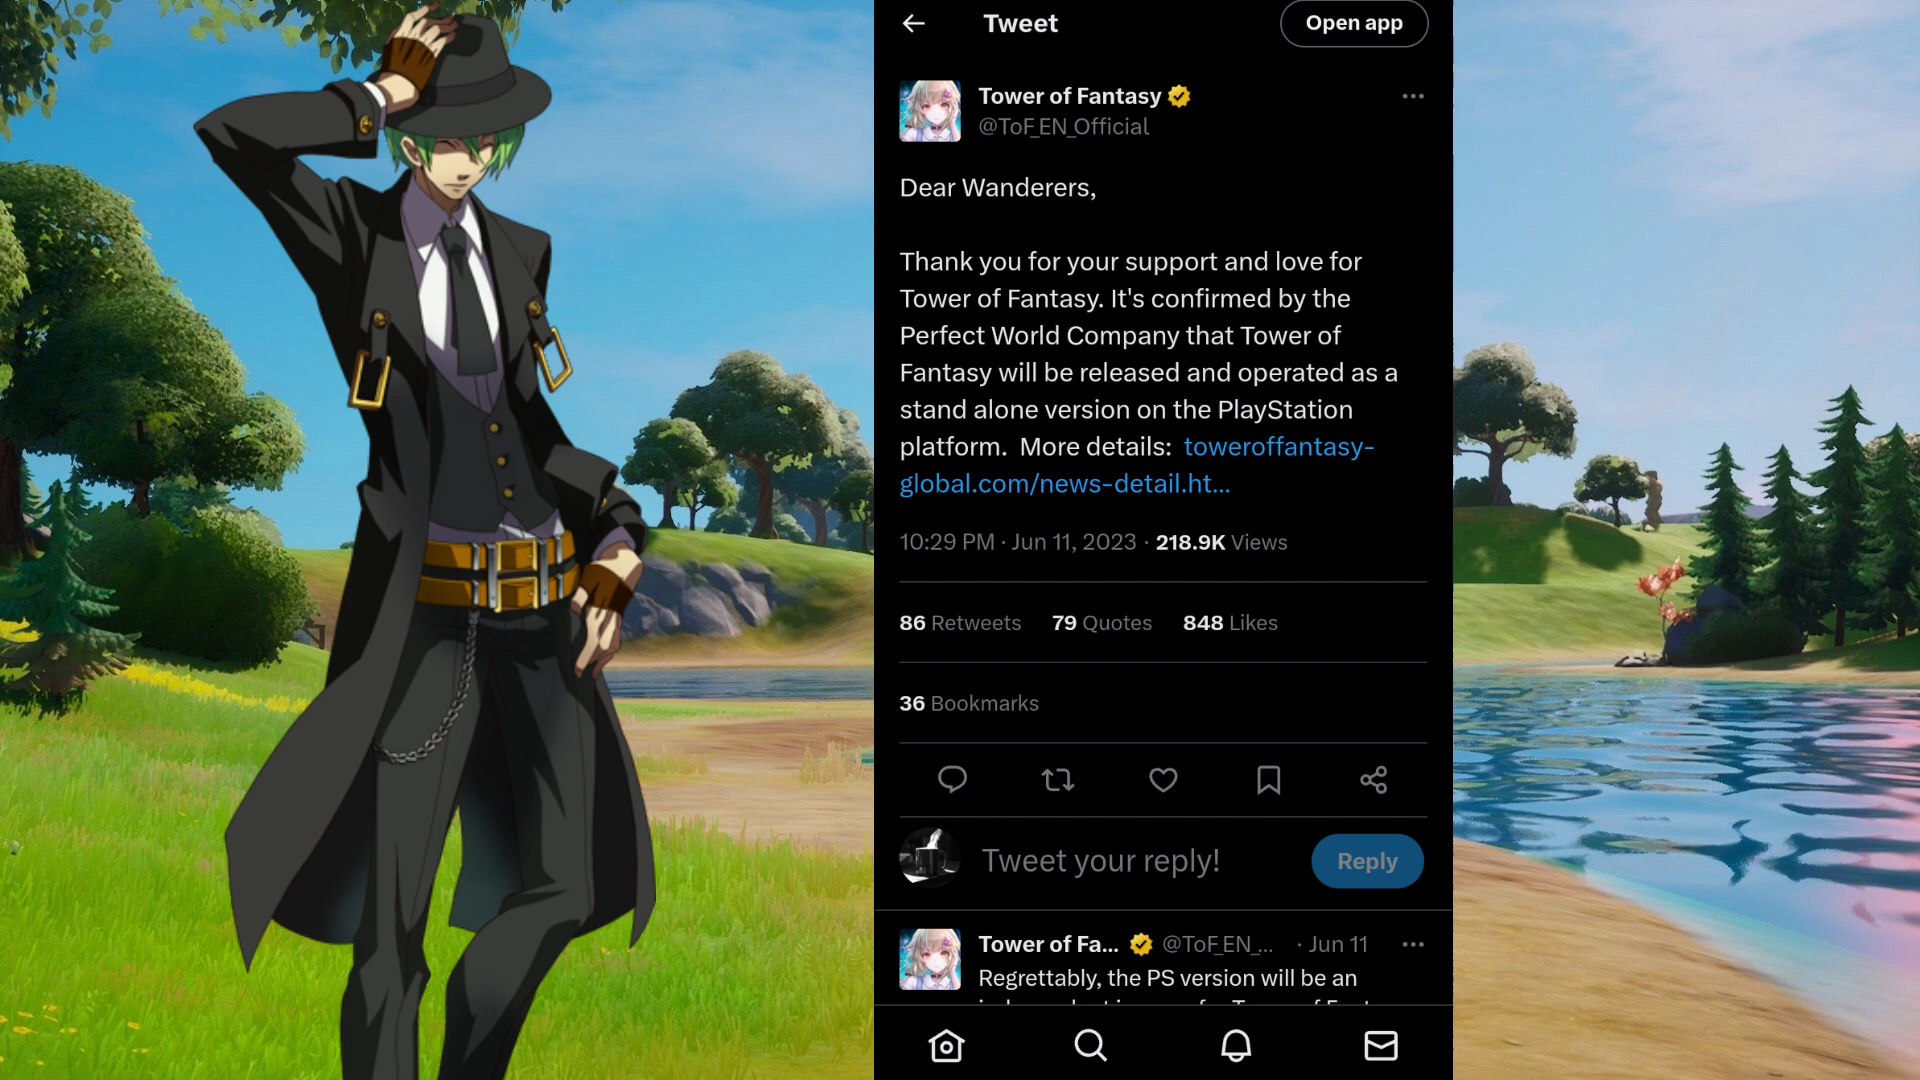 Tweet
Open app
Tower of Fantasy
@ToF_EN_Official
Dear Wanderers,
Thank you for your support and love for
Tower of Fantasy. It's confirmed by the
Perfect World Company that Tower of
Fantasy will be released and operated as a
stand alone version on the PlayStation
platform.  More details:  toweroffantasy-
global.com/news-detail.ht...
10:29 PM · Jun 11, 2023 · 218.9K Views
86 Retweets 79 Quotes 848 Likes
36 Bookmarks
Tweet your reply!
Reply
Tower of Fa... @ToF_EN_... · Jun 11
Regrettably, the PS version will be an